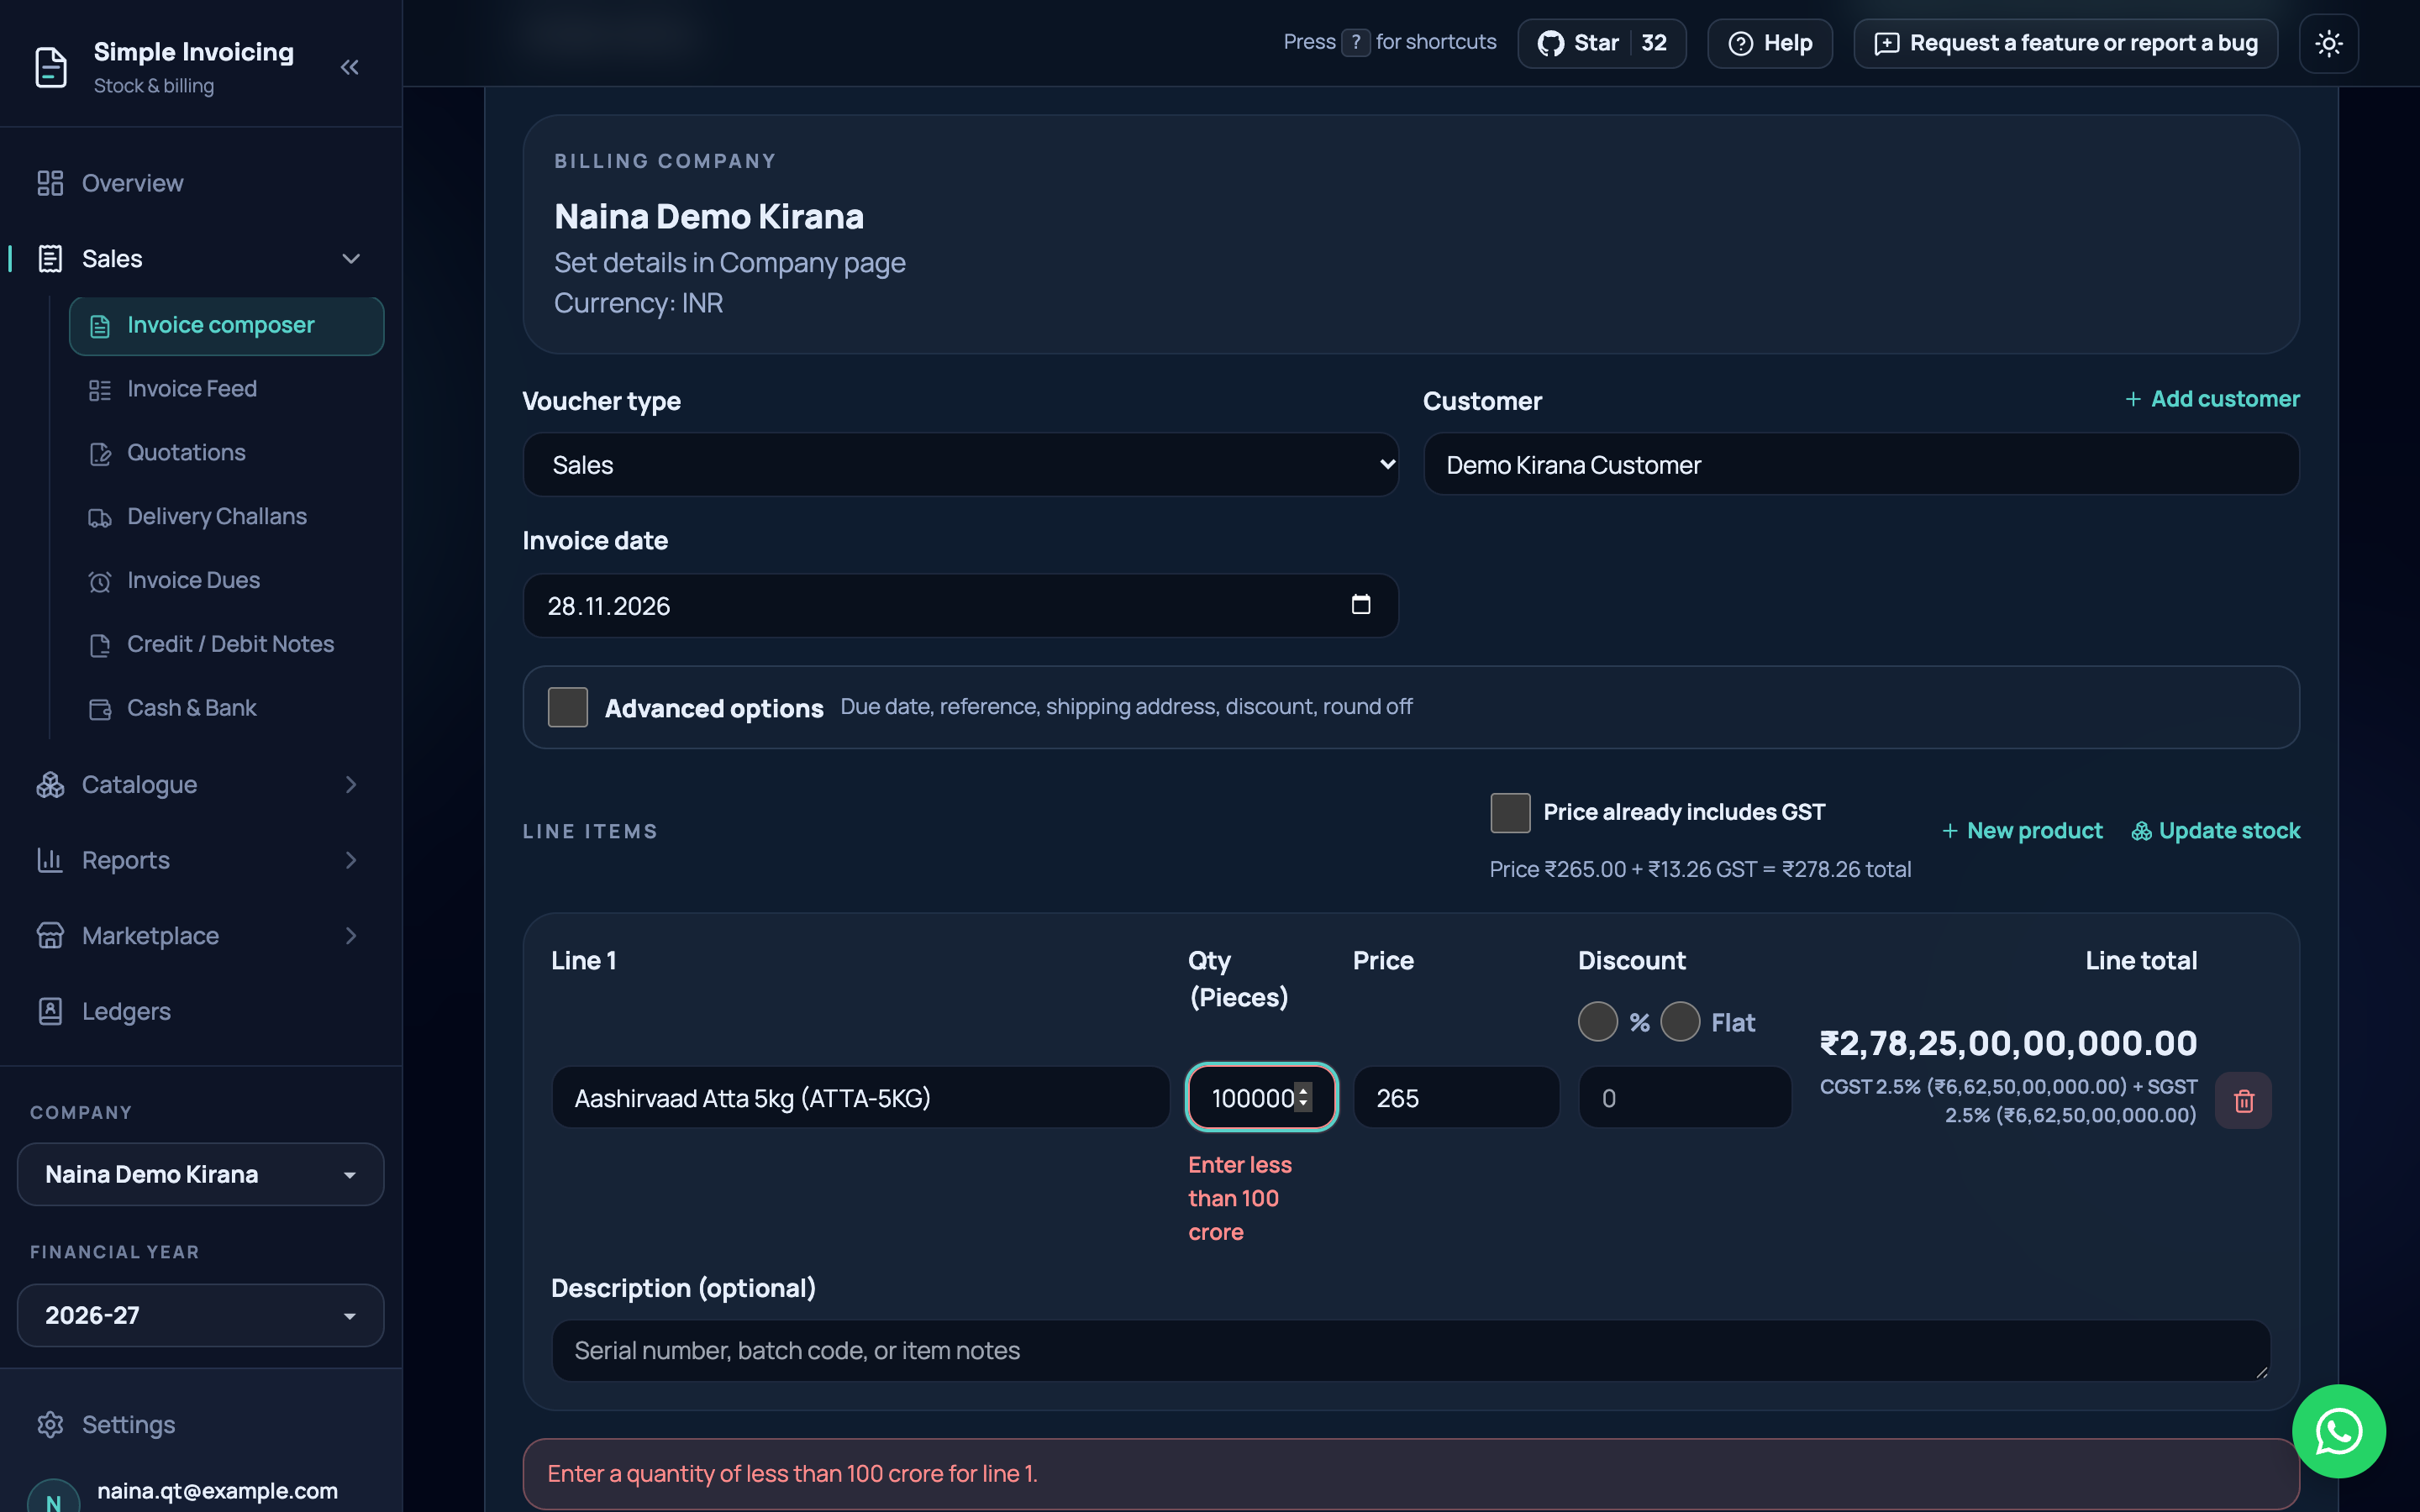 Simple Invoicing
Stock & billing
Press ? for shortcuts
Star 32
Help
Request a feature or report a bug
Overview
Sales
Invoice composer
Invoice Feed
Quotations
Delivery Challans
Invoice Dues
Credit / Debit Notes
Cash & Bank
Catalogue
Reports
Marketplace
Ledgers
COMPANY
Naina Demo Kirana
FINANCIAL YEAR
2026-27
Settings
N
naina.qt@example.com
BILLING COMPANY
Naina Demo Kirana
Set details in Company page
Currency: INR
Voucher type
Sales
Customer
+ Add customer
Demo Kirana Customer
Invoice date
28.11.2026
Advanced options Due date, reference, shipping address, discount, round off
LINE ITEMS
Price already includes GST
Price ₹265.00 + ₹13.26 GST = ₹278.26 total
+ New product
Update stock
Line 1
Qty
(Pieces)
Price
Discount
Line total
% Flat
Aashirvaad Atta 5kg (ATTA-5KG)
100000
265
0
₹2,78,25,00,00,000.00
CGST 2.5% (₹6,62,50,00,000.00) + SGST
2.5% (₹6,62,50,00,000.00)
Enter less
than 100
crore
Description (optional)
Serial number, batch code, or item notes
Enter a quantity of less than 100 crore for line 1.